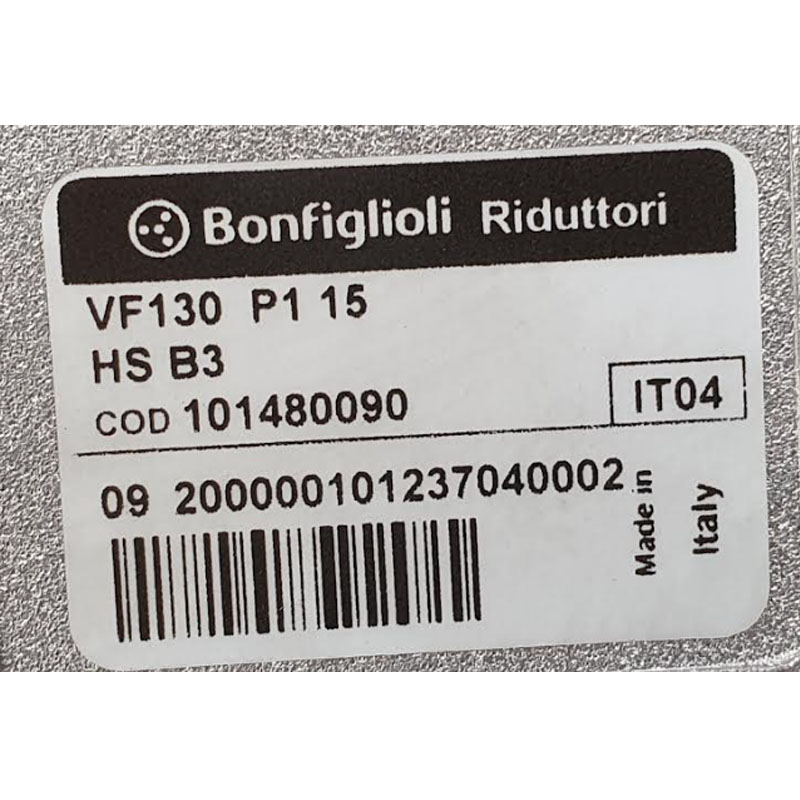 Bonfiglioli Riduttori
VF130 P1 15
HS B3
COD 101480090
IT04
09 200000101237040002
Made in
Italy